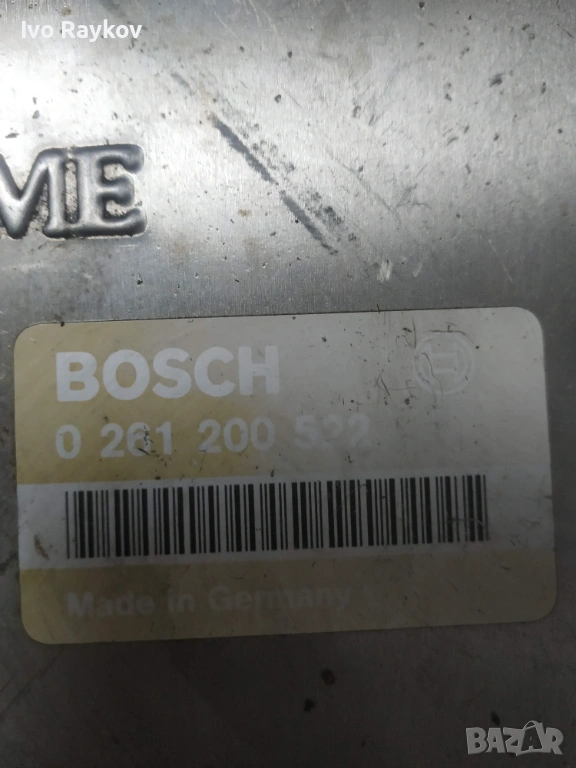 Ivo Raykov
ME
BOSCH
0 261 200 522
Made in Germany
BAZAR